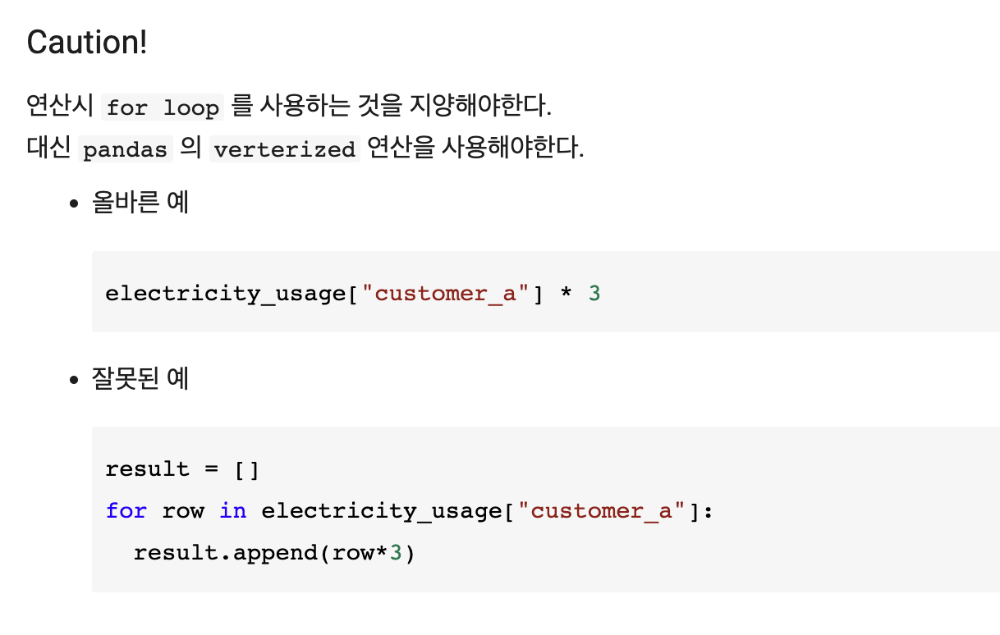 Caution!
연산시 for loop 를 사용하는 것을 지양해야한다.
대신 pandas 의 verterized 연산을 사용해야한다.
• 올바른 예
electricity_usage["customer_a"] * 3
• 잘못된 예
result = []
for row in electricity_usage["customer_a"]:
  result.append(row*3)